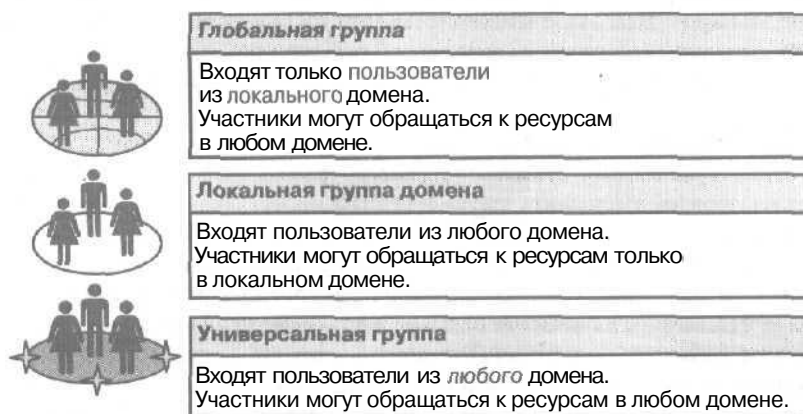 Глобальная группа
Входят только пользователи
из локального домена.
Участники могут обращаться к ресурсам
в любом домене.
Локальная группа домена
Входят пользователи из любого домена.
Участники могут обращаться к ресурсам только
в локальном домене.
Универсальная группа
Входят пользователи из любого домена.
Участники могут обращаться к ресурсам в любом домене.